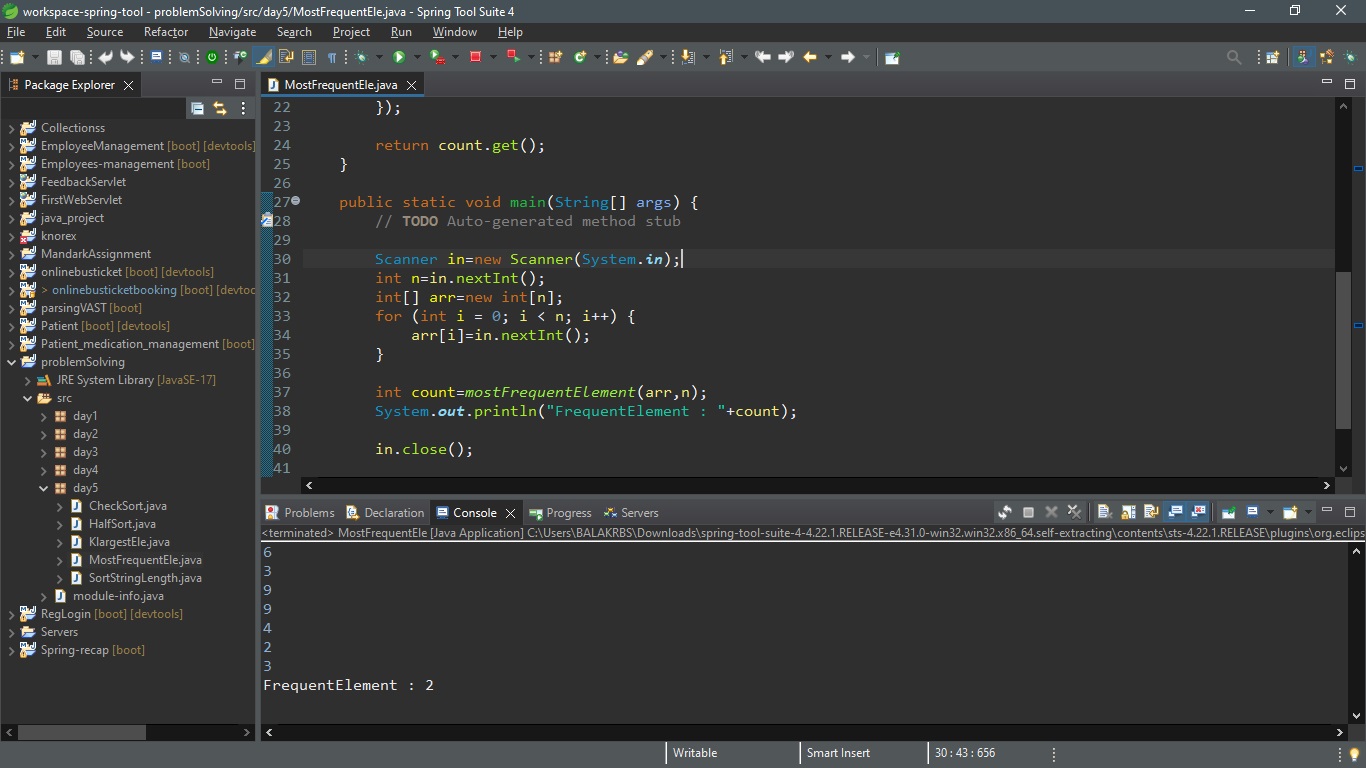 workspace-spring-tool - problemSolving/src/day5/MostFrequentEle.java - Spring Tool Suite 4
File Edit Source Refactor Navigate Search Project Run Window Help
Package Explorer
Collectionss
EmployeeManagement [boot] [devtools]
Employees-management [boot]
FeedbackServlet
FirstWebServlet
java_project
knorex
MandarkAssignment
onlinebusticket [boot] [devtools]
> onlinebusticketbooking [boot] [devtoc
parsingVAST [boot]
Patient [boot] [devtools]
Patient_medication_management [boot]
problemSolving
JRE System Library [JavaSE-17]
src
day1
day2
day3
day4
day5
CheckSort.java
HalfSort.java
KlargestEle.java
MostFrequentEle.java
SortStringLength.java
module-info.java
RegLogin [boot] [devtools]
Servers
Spring-recap [boot]
MostFrequentEle.java
22 });
23
24 return count.get();
25 }
26
27 public static void main(String[] args) {
28 // TODO Auto-generated method stub
29
30 Scanner in=new Scanner(System.in);
31 int n=in.nextInt();
32 int[] arr=new int[n];
33 for (int i = 0; i < n; i++) {
34 arr[i]=in.nextInt();
35 }
36
37 int count=mostFrequentElement(arr,n);
38 System.out.println("FrequentElement : "+count);
39
40 in.close();
41
Problems Declaration Console Progress Servers
<terminated> MostFrequentEle [Java Application] C:\Users\BALAKRBS\Downloads\spring-tool-suite-4-4.22.1.RELEASE-e4.31.0-win32.win32.x86_64.self-extracting\contents\sts-4.22.1.RELEASE\plugins\org.eclips
6
3
9
9
4
2
3
FrequentElement : 2
Writable Smart Insert 30 : 43 : 656